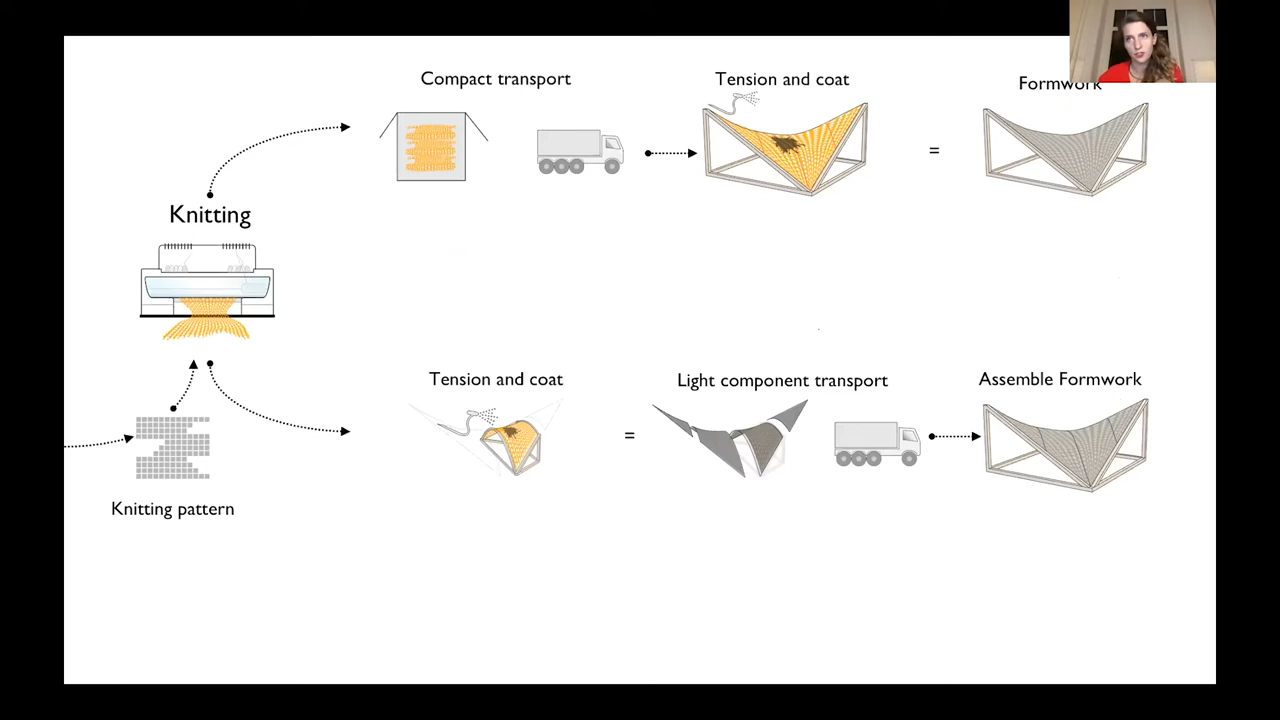 Compact transport
Tension and coat
Formwork
=
Knitting
Tension and coat
Light component transport
Assemble Formwork
=
Knitting pattern